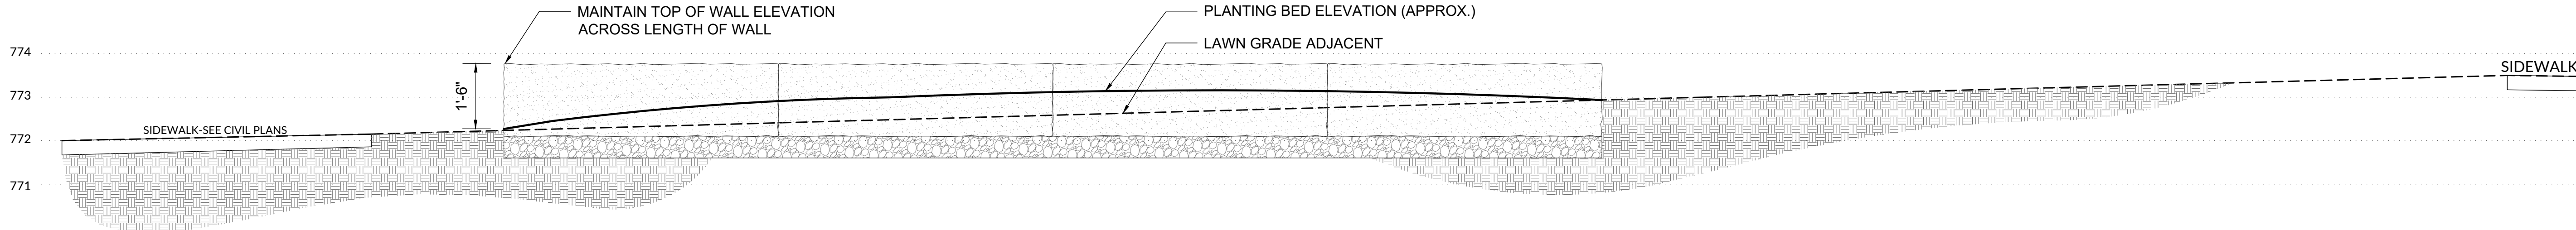 MAINTAIN TOP OF WALL ELEVATION
ACROSS LENGTH OF WALL
PLANTING BED ELEVATION (APPROX.)
LAWN GRADE ADJACENT
774
773
772
771
1'-6"
SIDEWALK-SEE CIVIL PLANS
SIDEWALK